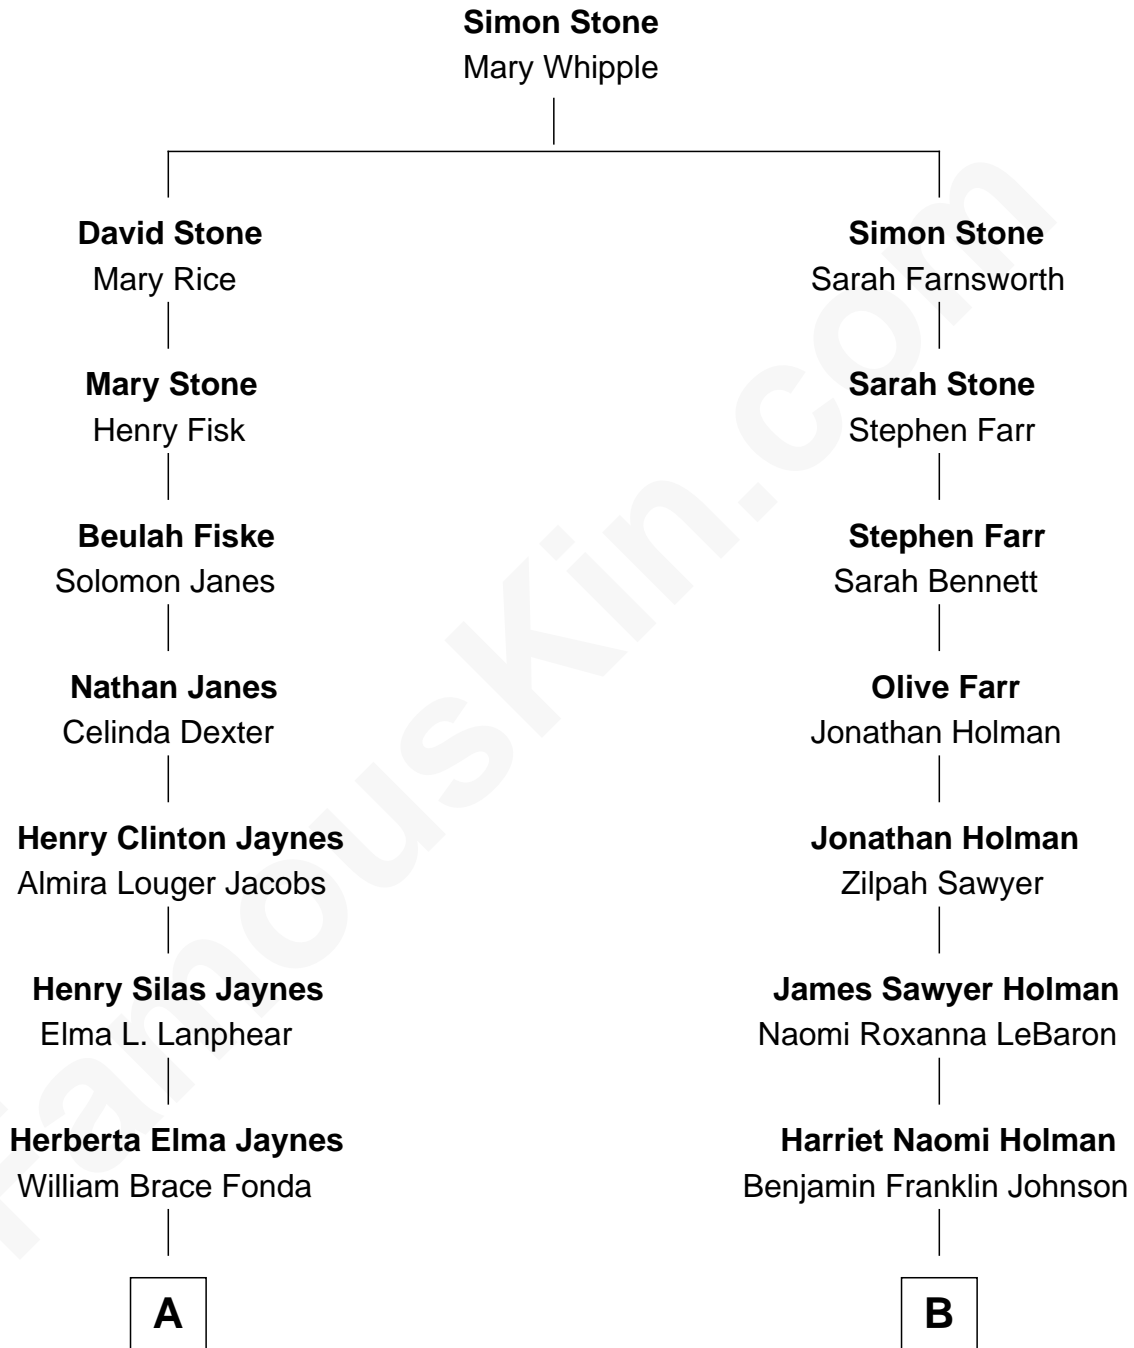 Simon Stone
Mary Whipple
David Stone
Mary Rice
Simon Stone
Sarah Farnsworth
Mary Stone
Henry Fisk
Sarah Stone
Stephen Farr
Beulah Fiske
Solomon Janes
Stephen Farr
Sarah Bennett
Nathan Janes
Celinda Dexter
Olive Farr
Jonathan Holman
Henry Clinton Jaynes
Almira Louger Jacobs
Jonathan Holman
Zilpah Sawyer
Henry Silas Jaynes
Elma L. Lanphear
James Sawyer Holman
Naomi Roxanna LeBaron
Herberta Elma Jaynes
William Brace Fonda
Harriet Naomi Holman
Benjamin Franklin Johnson
A
B
FamousKin.com